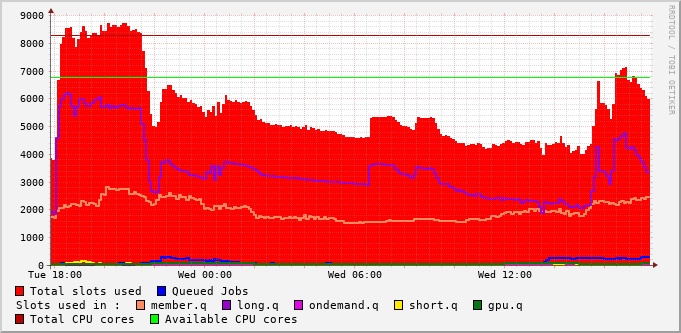 9000
8000
7000
6000
5000
4000
3000
2000
1000
0
Tue 18:00 Wed 00:00 Wed 06:00 Wed 12:00
RRDTOOL / TOBI OETIKER
Total slots used Queued Jobs
Slots used in : member.q long.q ondemand.q short.q gpu.q
Total CPU cores Available CPU cores